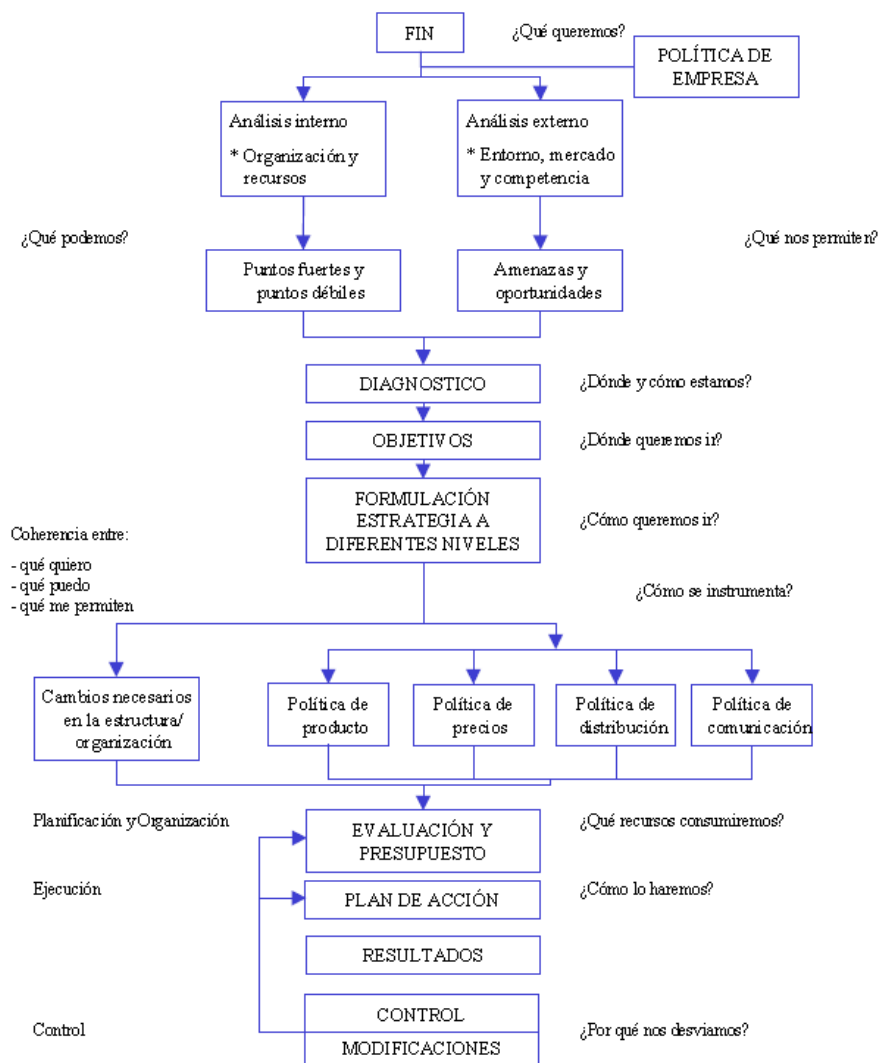 FIN
¿Qué queremos?
POLÍTICA DE
EMPRESA
Análisis interno
* Organización y
recursos
Análisis externo
* Entorno, mercado
y competencia
¿Qué podemos?
¿Qué nos permiten?
Puntos fuertes y
puntos débiles
Amenazas y
oportunidades
DIAGNOSTICO
¿Dónde y cómo estamos?
OBJETIVOS
¿Dónde queremos ir?
FORMULACIÓN
ESTRATEGIA A
DIFERENTES NIVELES
¿Cómo queremos ir?
Coherencia entre:
- qué quiero
- qué puedo
- qué me permiten
¿Cómo se instrumenta?
Cambios necesarios
en la estructura/
organización
Política de
producto
Política de
precios
Política de
distribución
Política de
comunicación
Planificación y Organización
EVALUACIÓN Y
PRESUPUESTO
¿Qué recursos consumiremos?
Ejecución
PLAN DE ACCIÓN
¿Cómo lo haremos?
RESULTADOS
Control
CONTROL
MODIFICACIONES
¿Por qué nos desviamos?